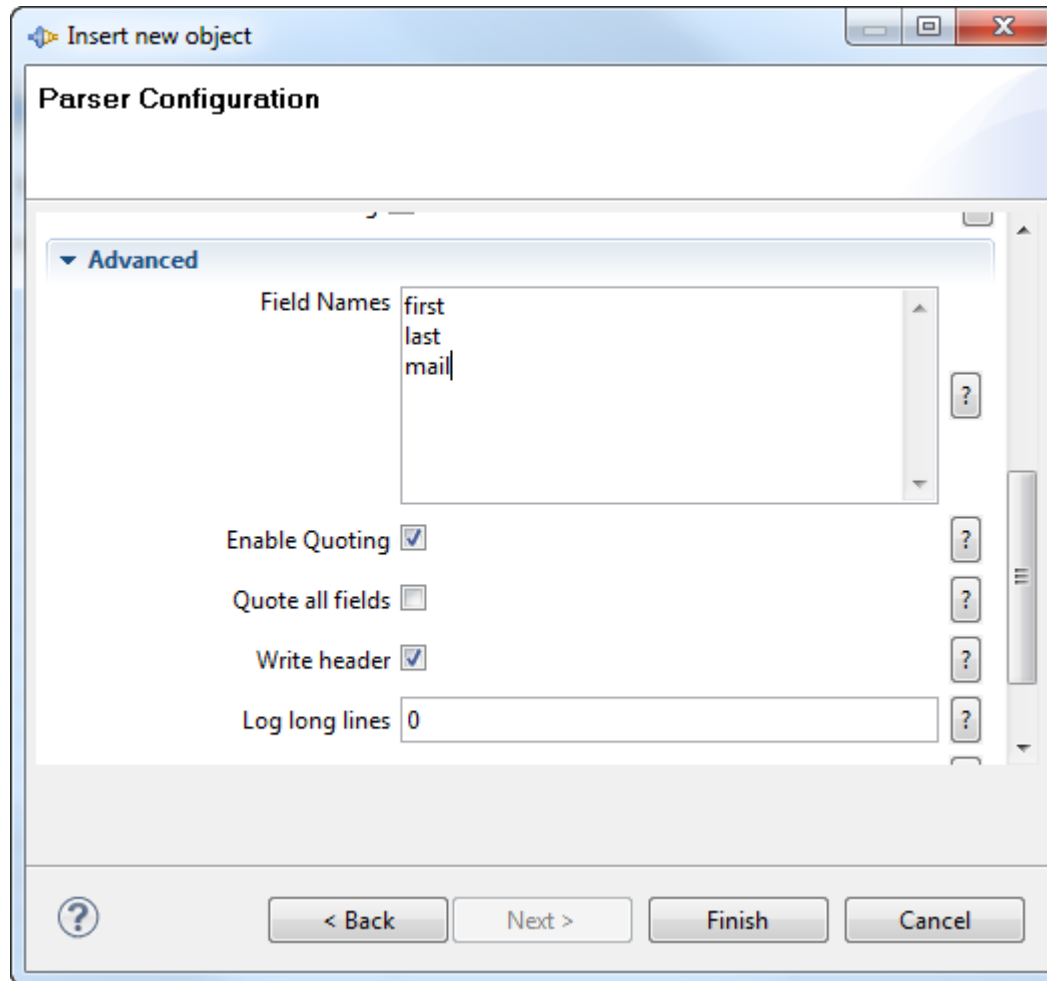 Insert new object
Parser Configuration
Advanced
Field Names
first
last
mail
?
Enable Quoting
?
Quote all fields
?
Write header
?
Log long lines 0
?
?
< Back
Next >
Finish
Cancel